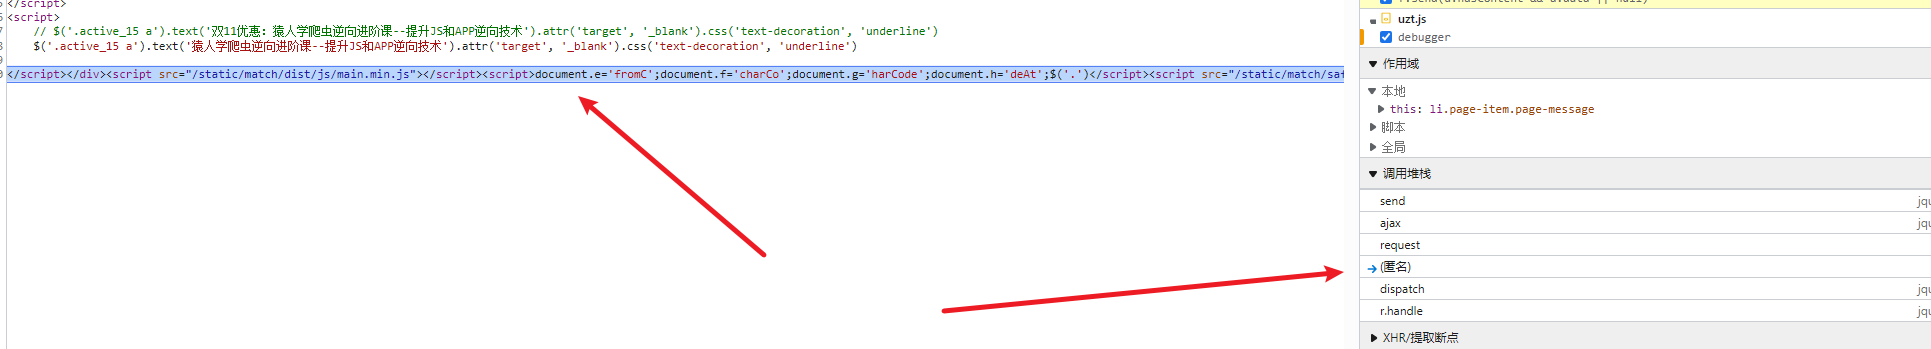 </script>
<script>
// $('.active_15 a').text('双11优惠: 猿人学爬虫逆向进阶课--提升JS和APP逆向技术').attr('target', '_blank').css('text-decoration', 'underline')
$('.active_15 a').text('猿人学爬虫逆向进阶课--提升JS和APP逆向技术').attr('target', '_blank').css('text-decoration', 'underline')
</script></div><script src="/static/match/dist/js/main.min.js"></script><script>document.e='fromC';document.f='charCo';document.g='harCode';document.h='deAt';$('.')</script><script src="/static/match/sa
uzt.js
debugger
作用域
本地
this: li.page-item.page-message
脚本
全局
调用堆栈
send jq
ajax jq
request
(匿名)
dispatch jq
r.handle jq
XHR/提取断点